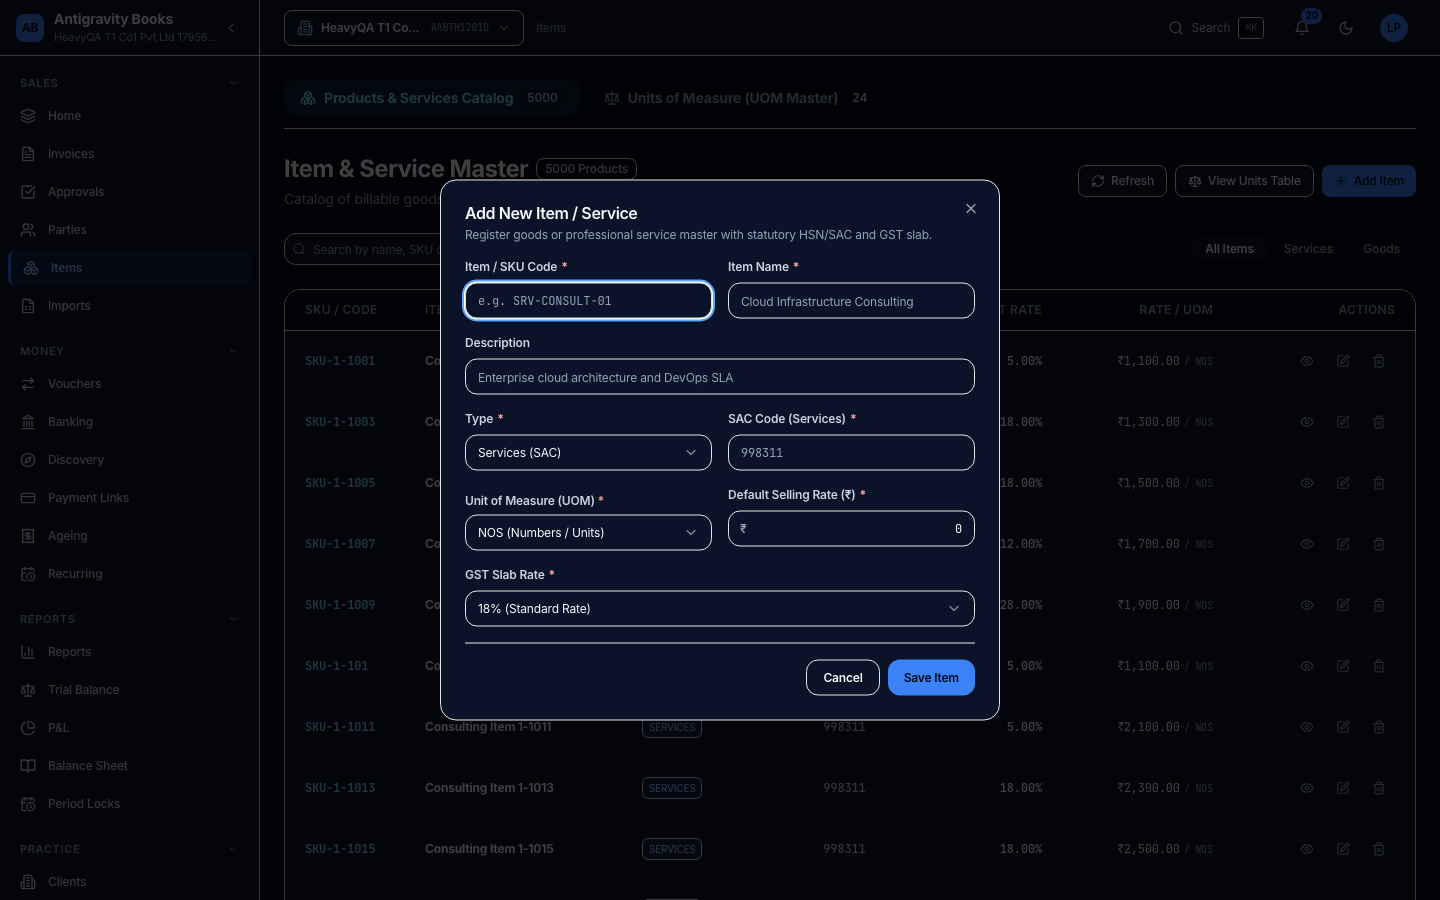 AB
Antigravity Books
HeavyQA T1 Co1 Pvt Ltd 17956...
HeavyQA T1 Co... AABTH1201D
Items
Search ⌘K
20
LP
SALES
Home
Invoices
Approvals
Parties
Items
Imports
MONEY
Vouchers
Banking
Discovery
Payment Links
Ageing
Recurring
REPORTS
Reports
Trial Balance
P&L
Balance Sheet
Period Locks
PRACTICE
Clients
Products & Services Catalog 5000
Units of Measure (UOM Master) 24
Item & Service Master 5000 Products
Catalog of billable goods
Refresh
View Units Table
+ Add Item
Search by name, SKU
All Items
Services
Goods
SKU / CODE RATE RATE / UOM ACTIONS
SKU-1-1001 5.00% ₹1,100.00 / NOS
SKU-1-1003 18.00% ₹1,300.00 / NOS
SKU-1-1005 18.00% ₹1,500.00 / NOS
SKU-1-1007 12.00% ₹1,700.00 / NOS
SKU-1-1009 28.00% ₹1,900.00 / NOS
SKU-1-101 5.00% ₹1,100.00 / NOS
SKU-1-1011 Consulting Item 1-1011 SERVICES 998311 5.00% ₹2,100.00 / NOS
SKU-1-1013 Consulting Item 1-1013 SERVICES 998311 18.00% ₹2,300.00 / NOS
SKU-1-1015 Consulting Item 1-1015 SERVICES 998311 18.00% ₹2,500.00 / NOS
Add New Item / Service
Register goods or professional service master with statutory HSN/SAC and GST slab.
Item / SKU Code *
e.g. SRV-CONSULT-01
Item Name *
Cloud Infrastructure Consulting
Description
Enterprise cloud architecture and DevOps SLA
Type *
Services (SAC)
SAC Code (Services) *
998311
Unit of Measure (UOM) *
NOS (Numbers / Units)
Default Selling Rate (₹) *
₹ 0
GST Slab Rate *
18% (Standard Rate)
Cancel
Save Item